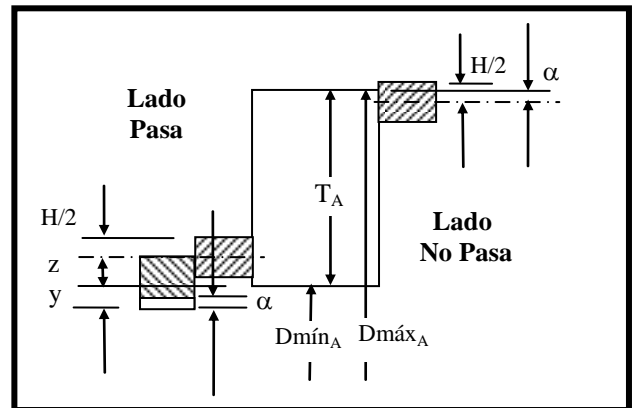 H/2
α
Lado
Pasa
T_A
H/2
Lado
No Pasa
z
y
α
Dmín_A
Dmáx_A